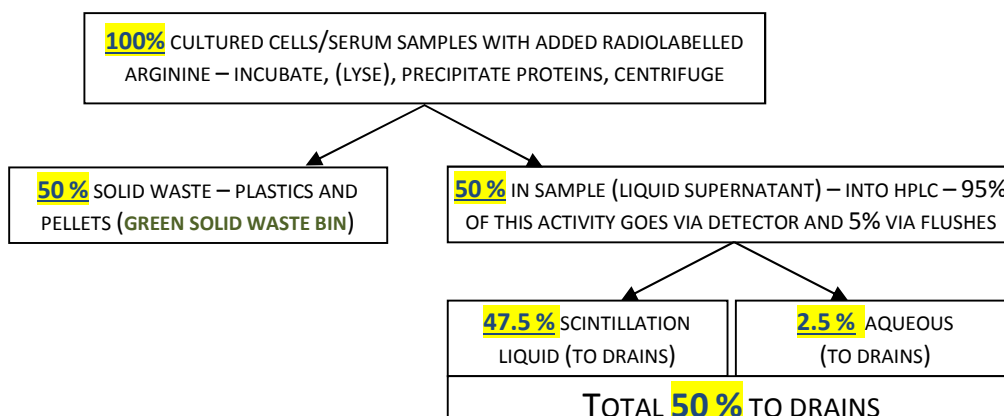 100% CULTURED CELLS/SERUM SAMPLES WITH ADDED RADIOLABELLED
ARGININE – INCUBATE, (LYSE), PRECIPITATE PROTEINS, CENTRIFUGE
50 % SOLID WASTE – PLASTICS AND
PELLETS (GREEN SOLID WASTE BIN)
50 % IN SAMPLE (LIQUID SUPERNATANT) – INTO HPLC – 95%
OF THIS ACTIVITY GOES VIA DETECTOR AND 5% VIA FLUSHES
47.5 % SCINTILLATION
LIQUID (TO DRAINS)
2.5 % AQUEOUS
(TO DRAINS)
TOTAL 50 % TO DRAINS